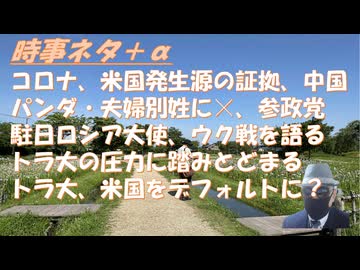 時事ネタ＋α
コロナ、米国発生源の証拠、中国
パンダ・夫婦別姓に×、参政党
駐日ロシア大使、ウク戦を語る
トラ大の圧力に踏みとどまる
トラ大、米国をデフォルトに？